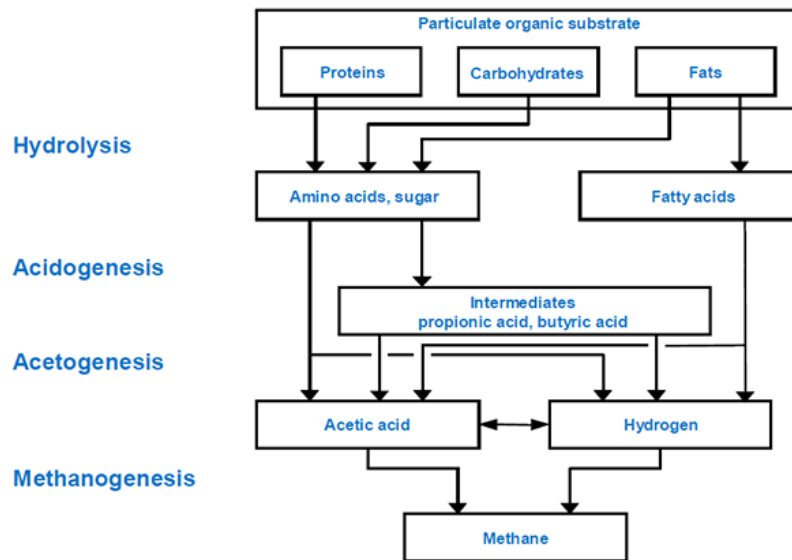 Particulate organic substrate
Proteins
Carbohydrates
Fats
Hydrolysis
Amino acids, sugar
Fatty acids
Acidogenesis
Intermediates
propionic acid, butyric acid
Acetogenesis
Acetic acid
Hydrogen
Methanogenesis
Methane